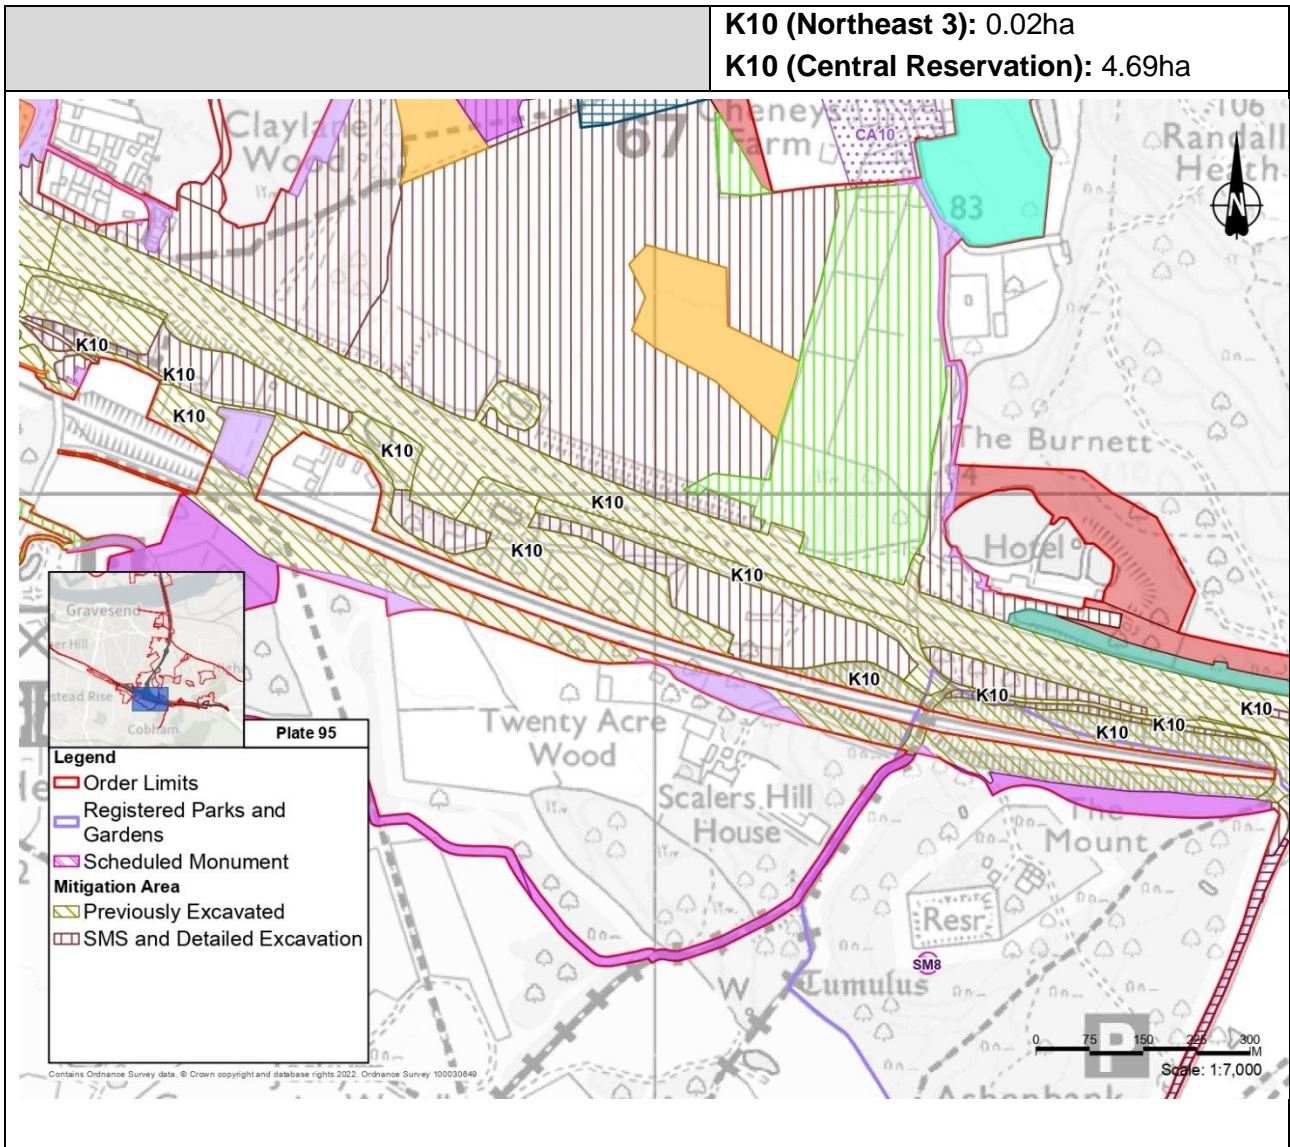 K10 (Northeast 3): 0.02ha
K10 (Central Reservation): 4.69ha
Claylane
Wood
67
Cheneys
Farm
CA10
106
Randall
Heath
N
83
K10
K10
K10
K10
The Burnett
94
K10
Hotel
K10
K10
Gravesend
Cobham
Plate 95
K10
K10
K10
K10
K10
Twenty Acre
Wood
Scalers Hill
House
The
Mount
Legend
Order Limits
Registered Parks and
Gardens
Scheduled Monument
Mitigation Area
Previously Excavated
SMS and Detailed Excavation
Resr
SM8
W
Tumulus
P
0 75 150 225 300
M
Scale: 1:7,000
Contains Ordnance Survey data. © Crown copyright and database rights 2022. Ordnance Survey 100030649
Ashenbank